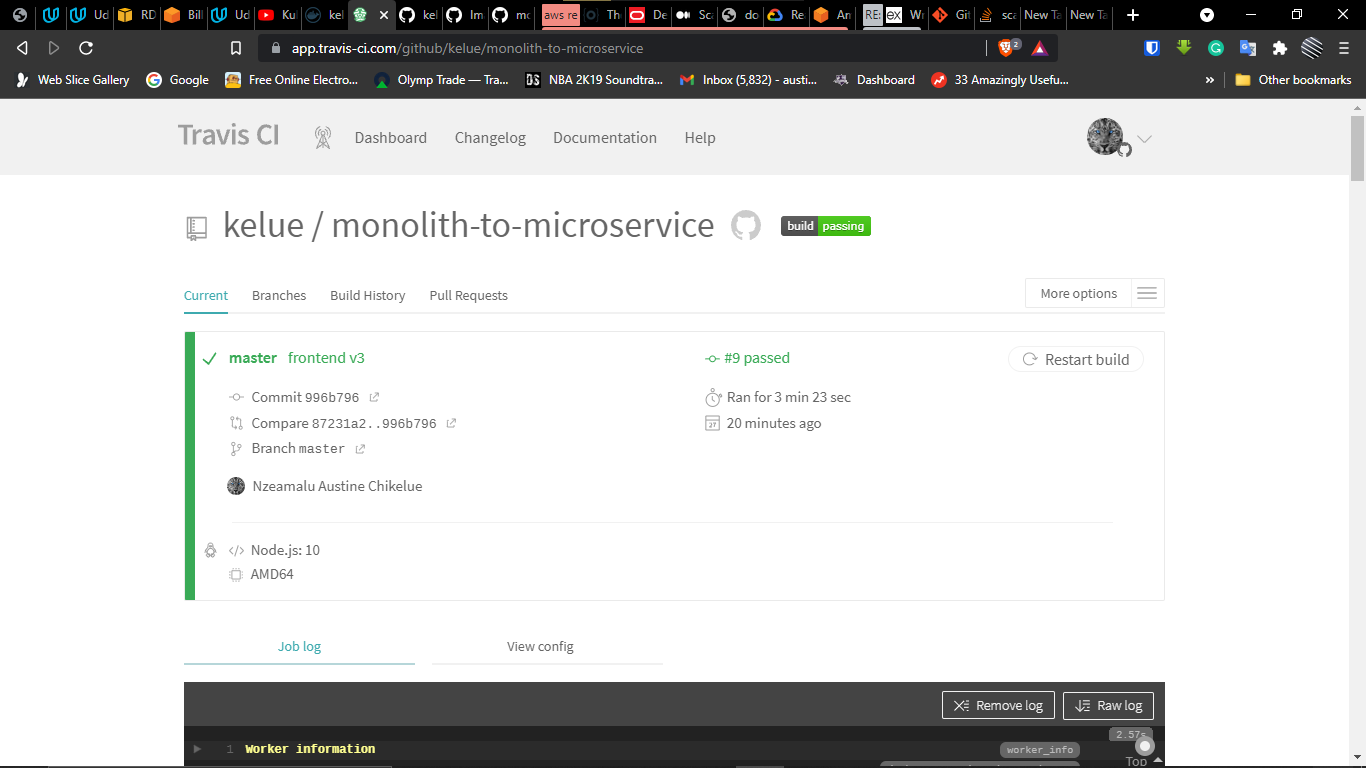 Ud
Ud
RD
Bil
Ud
Ku
kel
kel
Im
mo
aws re
Th
De
Sc
do
Re
An
RE:
ex
Wr
Git
sca
New Ta
New Ta
app.travis-ci.com/github/kelue/monolith-to-microservice
2
Web Slice Gallery
Google
Free Online Electro...
Olymp Trade — Tra...
NBA 2K19 Soundtra...
Inbox (5,832) - austi...
Dashboard
33 Amazingly Usefu...
»
Other bookmarks
Travis CI
Dashboard
Changelog
Documentation
Help
kelue / monolith-to-microservice
build passing
Current
Branches
Build History
Pull Requests
More options
master frontend v3
#9 passed
Restart build
Commit 996b796
Ran for 3 min 23 sec
Compare 87231a2..996b796
20 minutes ago
Branch master
Nzeamalu Austine Chikelue
Node.js: 10
AMD64
Job log
View config
Remove log
Raw log
2.57s
1 Worker information
worker_info
Top